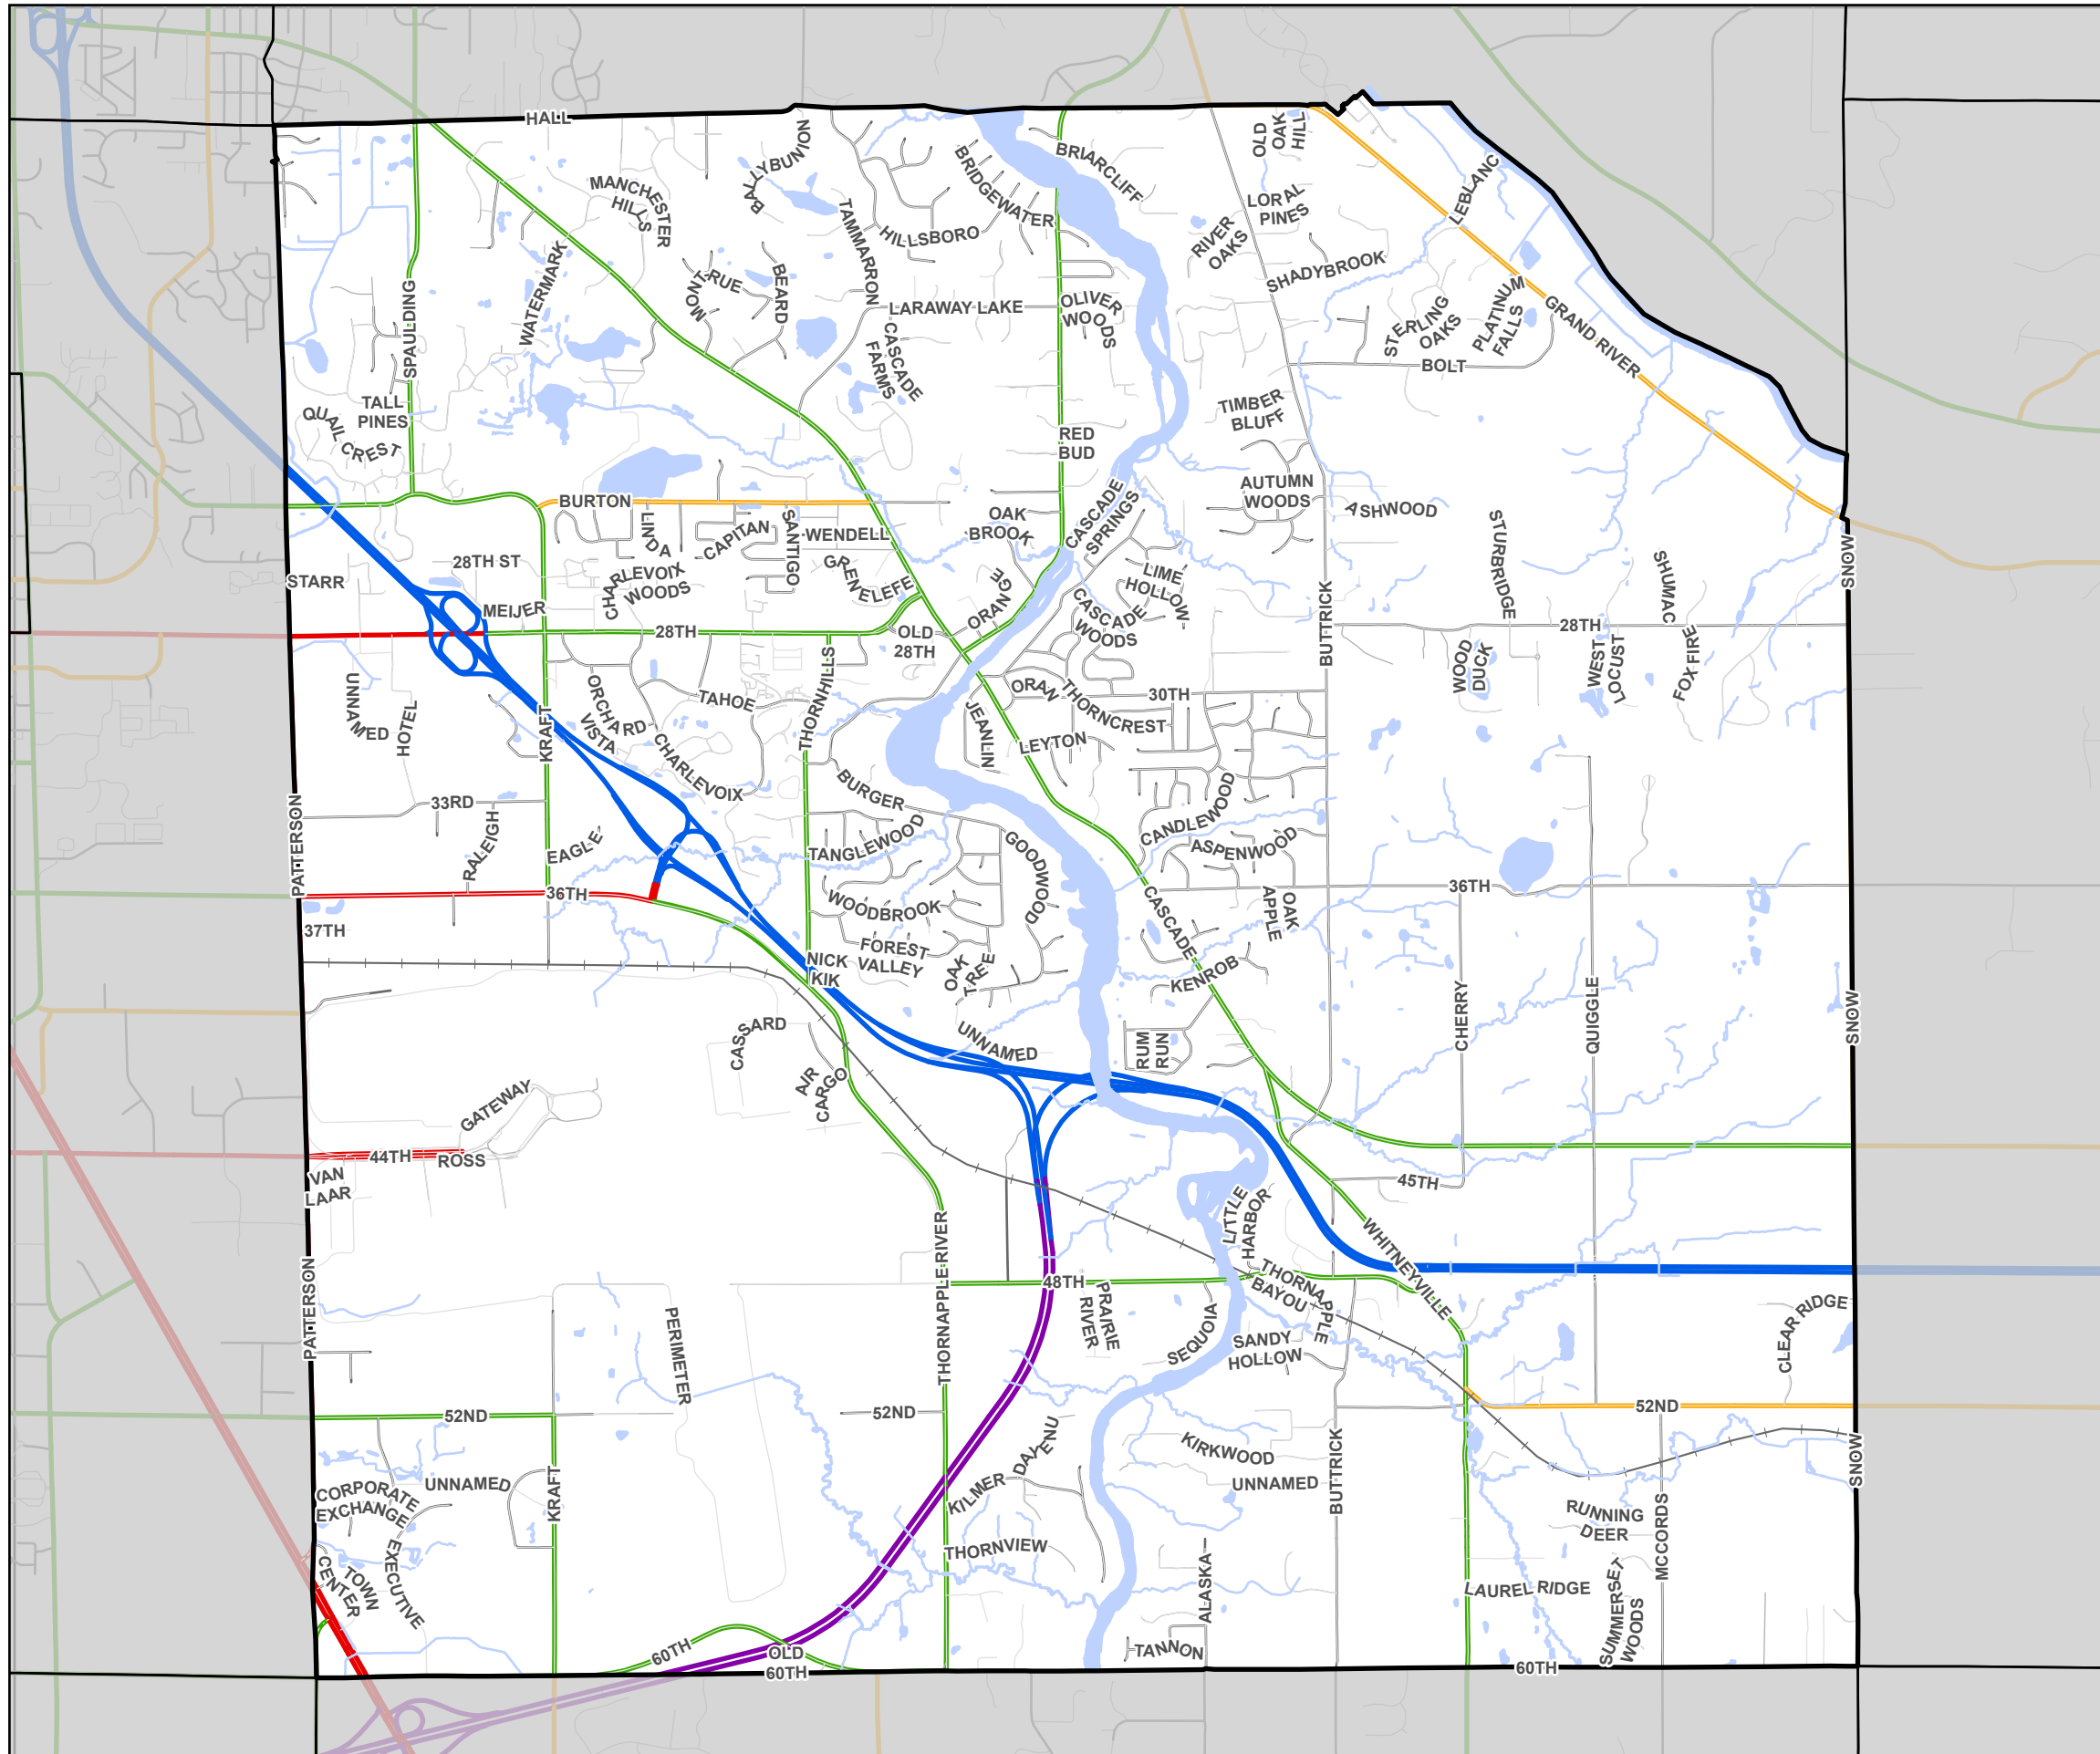 HALL
BALLYBUNION
BRIARCLIFF
OLD
OAK
HILL
BRIDGEWATER
LEBLANC
MANCHESTER
HILLS
LORAL
PINES
TAMMARRON
HILLSBORO
RIVER
OAKS
WATERMARK
MONTRUE
BEARD
SHADYBROOK
SPAULDING
LARAWAY LAKE
OLIVER
WOODS
STERLING
OAKS
PLATINUM
FALLS
GRAND RIVER
CASCADE
FARMS
BOLT
TALL
PINES
QUAIL CREST
TIMBER
BLUFF
RED
BUD
BURTON
AUTUMN
WOODS
ASHWOOD
LINDA
CAPITAN
SANTIGO
WENDELL
OAK
BROOK
CASCADE
SPRINGS
STURBRIDGE
SHUMAC
SNOW
28TH ST
STARR
CHARLEVOIX
WOODS
GRENELEFE
ORANGE
LIME
HOLLOW
MEIJER
CASCADE
WOODS
BUTTRICK
28TH
OLD
28TH
28TH
WOOD
DUCK
WEST
LOCUST
FOXFIRE
UNNAMED
HOTEL
ORCHARD
VISTA
TAHOE
THORNHILLS
JEANLIN
ORAN
THORNCREST
30TH
KRAFT
LEYTON
CHARLEVOIX
BURGER
33RD
PATTERSON
RALEIGH
EAGLE
TANGLEWOOD
GOODWOOD
CANDLEWOOD
ASPENWOOD
36TH
36TH
WOODBROOK
CASCADE
OAK
APPLE
37TH
FOREST
VALLEY
NICK
KIK
OAK
TREE
KENROB
CHERRY
QUIGGLE
SNOW
CASSARD
UNNAMED
RUM
RUN
AIR
CARGO
GATEWAY
44TH
ROSS
VAN
LAAR
45TH
LITTLE
HARBOR
THORNAPPLE RIVER
WHITNEYVILLE
PATTERSON
48TH
THORNAPPLE
BAYOU
PRAIRIE
RIVER
SEQUOIA
SANDY
HOLLOW
CLEAR RIDGE
PERIMETER
52ND
52ND
52ND
DAVENU
KIRKWOOD
UNNAMED
BUTTRICK
SNOW
CORPORATE
EXCHANGE
UNNAMED
KRAFT
KILMER
RUNNING
DEER
MCCORDS
EXECUTIVE
TOWN
CENTER
THORNVIEW
ALASKA
LAUREL RIDGE
SUMMERSET
WOODS
60TH
OLD
60TH
TANNON
60TH